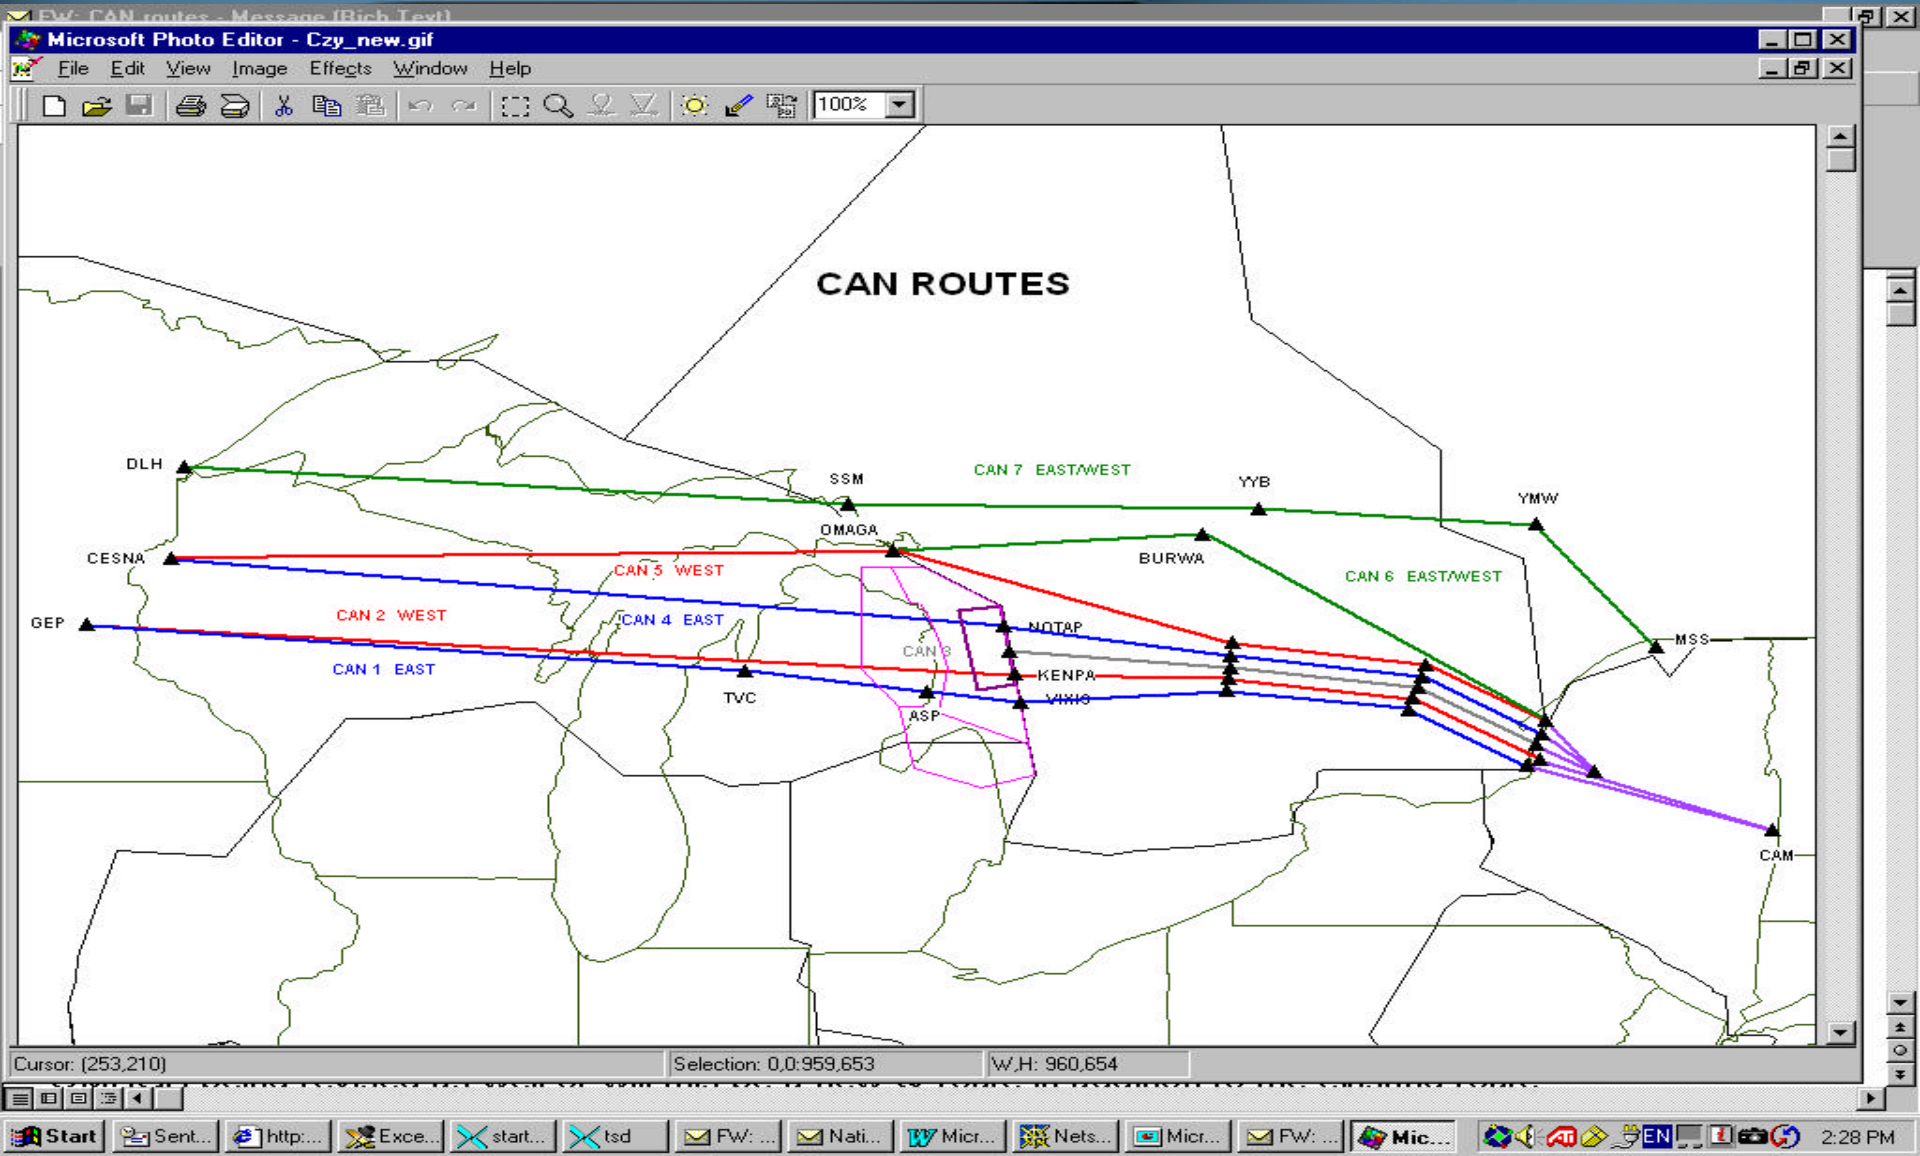 FW: CAN routes - Message (Rich Text)
Microsoft Photo Editor - Czy_new.gif
File Edit View Image Effects Window Help
100%
CAN ROUTES
DLH
SSM
CAN 7 EAST/WEST
YYB
YMW
OMAGA
CESNA
CAN 5 WEST
BURWA
CAN 6 EAST/WEST
GEP
CAN 2 WEST
CAN 4 EAST
NOTAP
MSS
CAN 3
CAN 1 EAST
KENPA
TVC
VIXIS
ASP
CAM
Cursor: (253,210)
Selection: 0,0:959,653
W,H: 960,654
Start
Sent...
http:...
Exce...
start...
tsd
FW: ...
Nati...
Micr...
Nets...
Micr...
FW: ...
Mic...
EN
2:28 PM